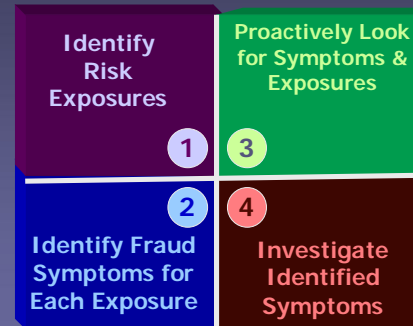 Identify
Risk
Exposures
1
2
Identify Fraud
Symptoms for
Each Exposure
Proactively Look
for Symptoms &
Exposures
3
4
Investigate
Identified
Symptoms